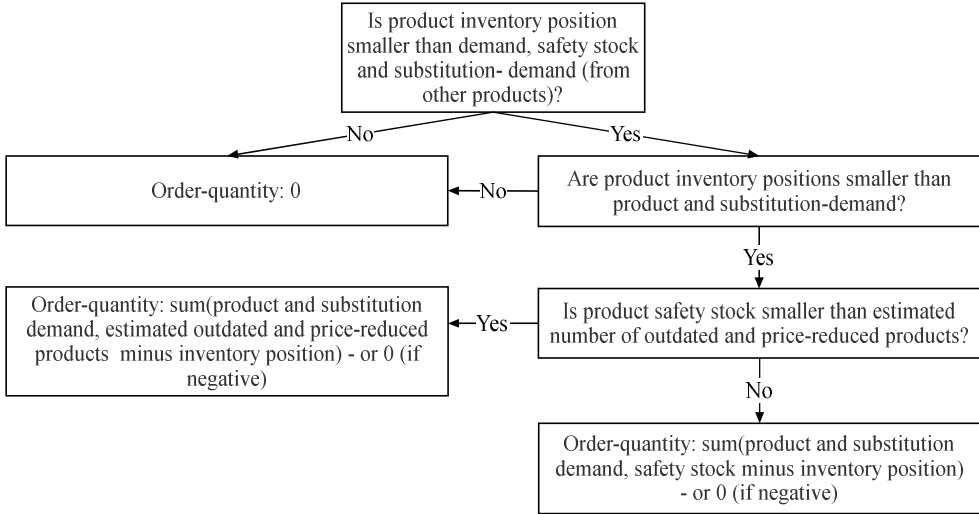 Is product inventory position
smaller than demand, safety stock
and substitution- demand (from
other products)?
No
Yes
Order-quantity: 0
No
Are product inventory positions smaller than
product and substitution-demand?
Yes
Order-quantity: sum(product and substitution
demand, estimated outdated and price-reduced
products minus inventory position) - or 0 (if
negative)
Yes
Is product safety stock smaller than estimated
number of outdated and price-reduced products?
No
Order-quantity: sum(product and substitution
demand, safety stock minus inventory position)
- or 0 (if negative)